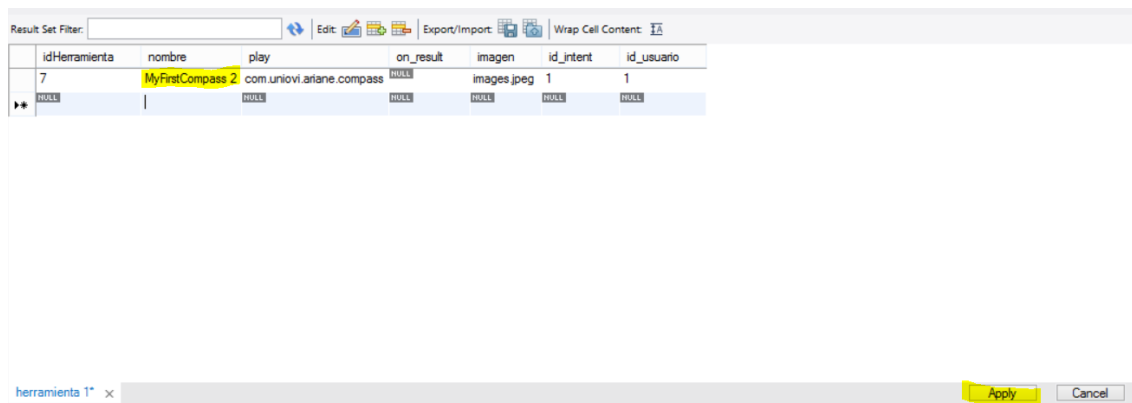 Result Set Filter: Edit: Export/Import: Wrap Cell Content: IA
idHerramienta nombre play on_result imagen id_intent id_usuario
7 MyFirstCompass 2 com.uniovi.ariane.compass NULL images.jpeg 1 1
NULL NULL NULL NULL NULL NULL
herramienta 1* x Apply Cancel